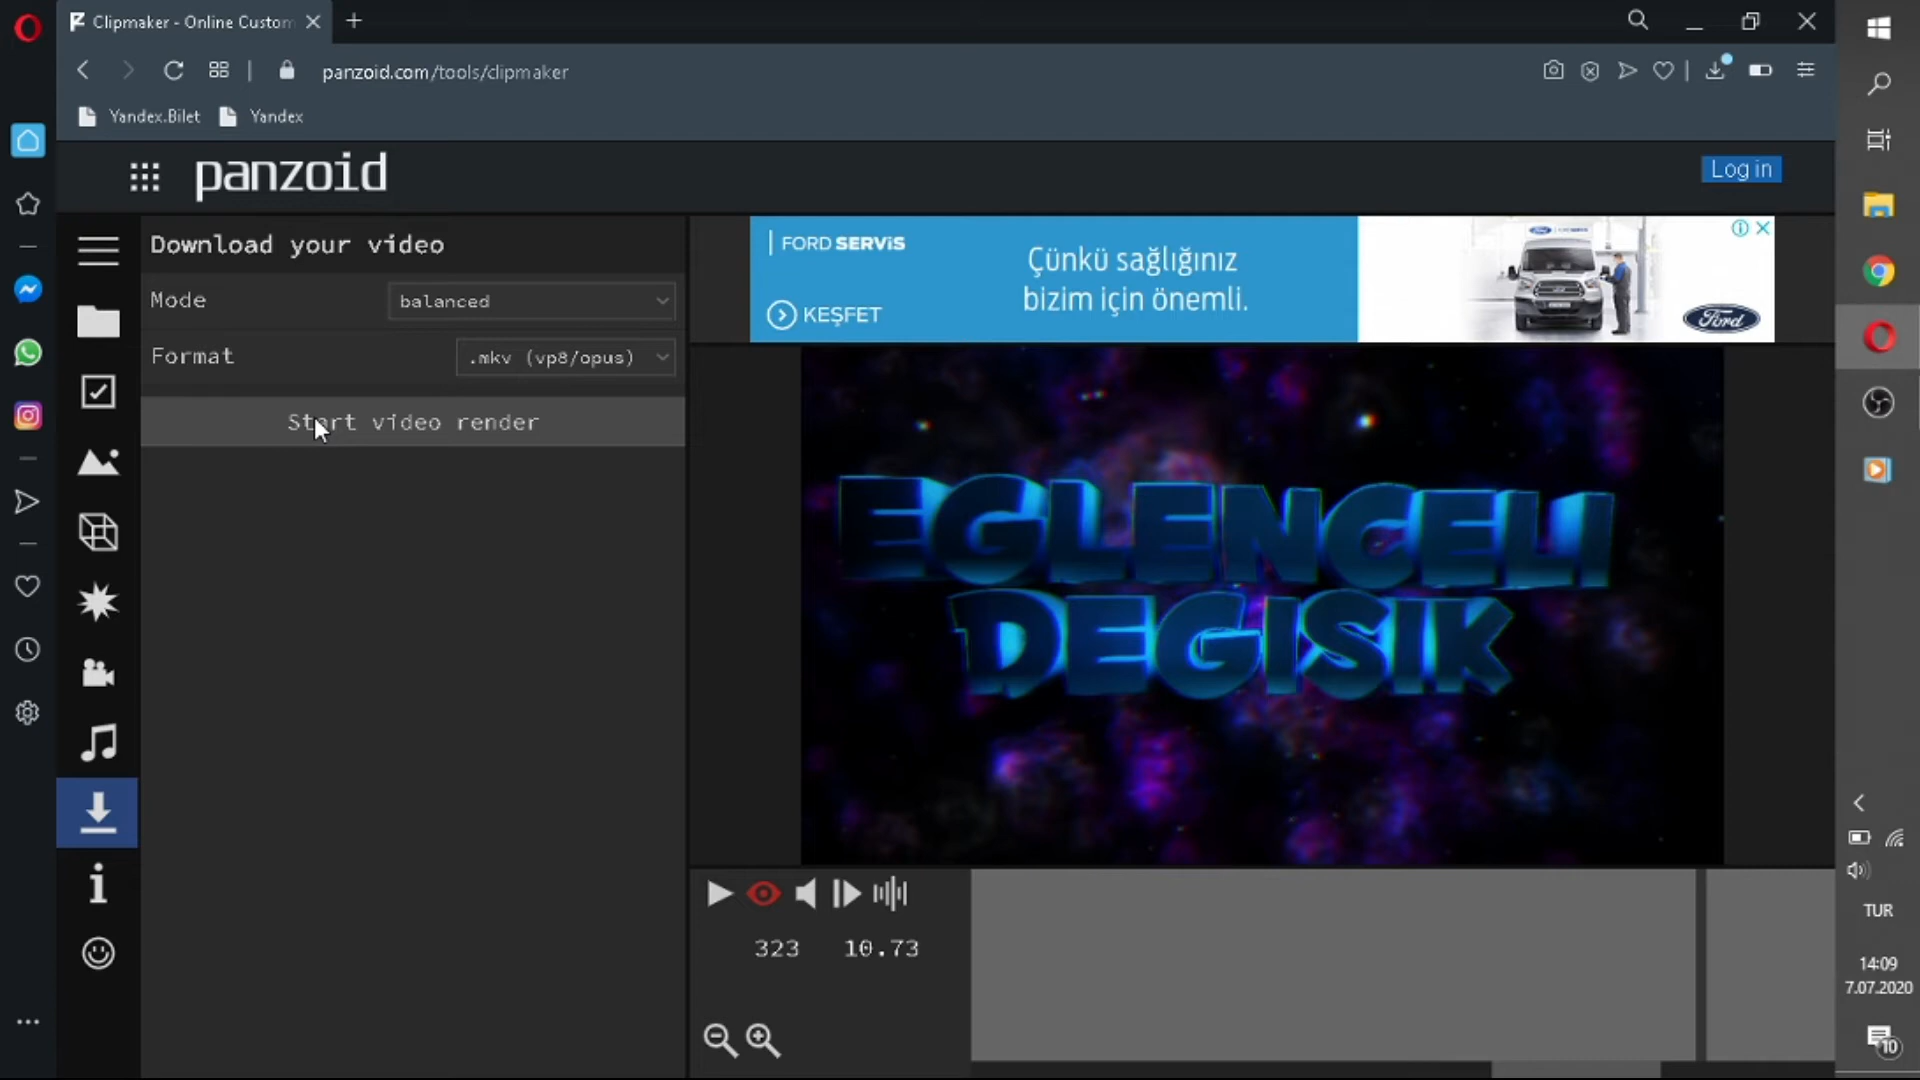 Clipmaker - Online Custom
panzoid.com/tools/clipmaker
Yandex.Bilet
Yandex
panzoid
Log in
Download your video
Mode
balanced
Format
.mkv (vp8/opus)
Start video render
FORD SERVİS
KEŞFET
Çünkü sağlığınız
bizim için önemli.
Ford
EGLENCELI
DEGISIK
323
10.73
TUR
14:09
7.07.2020
10